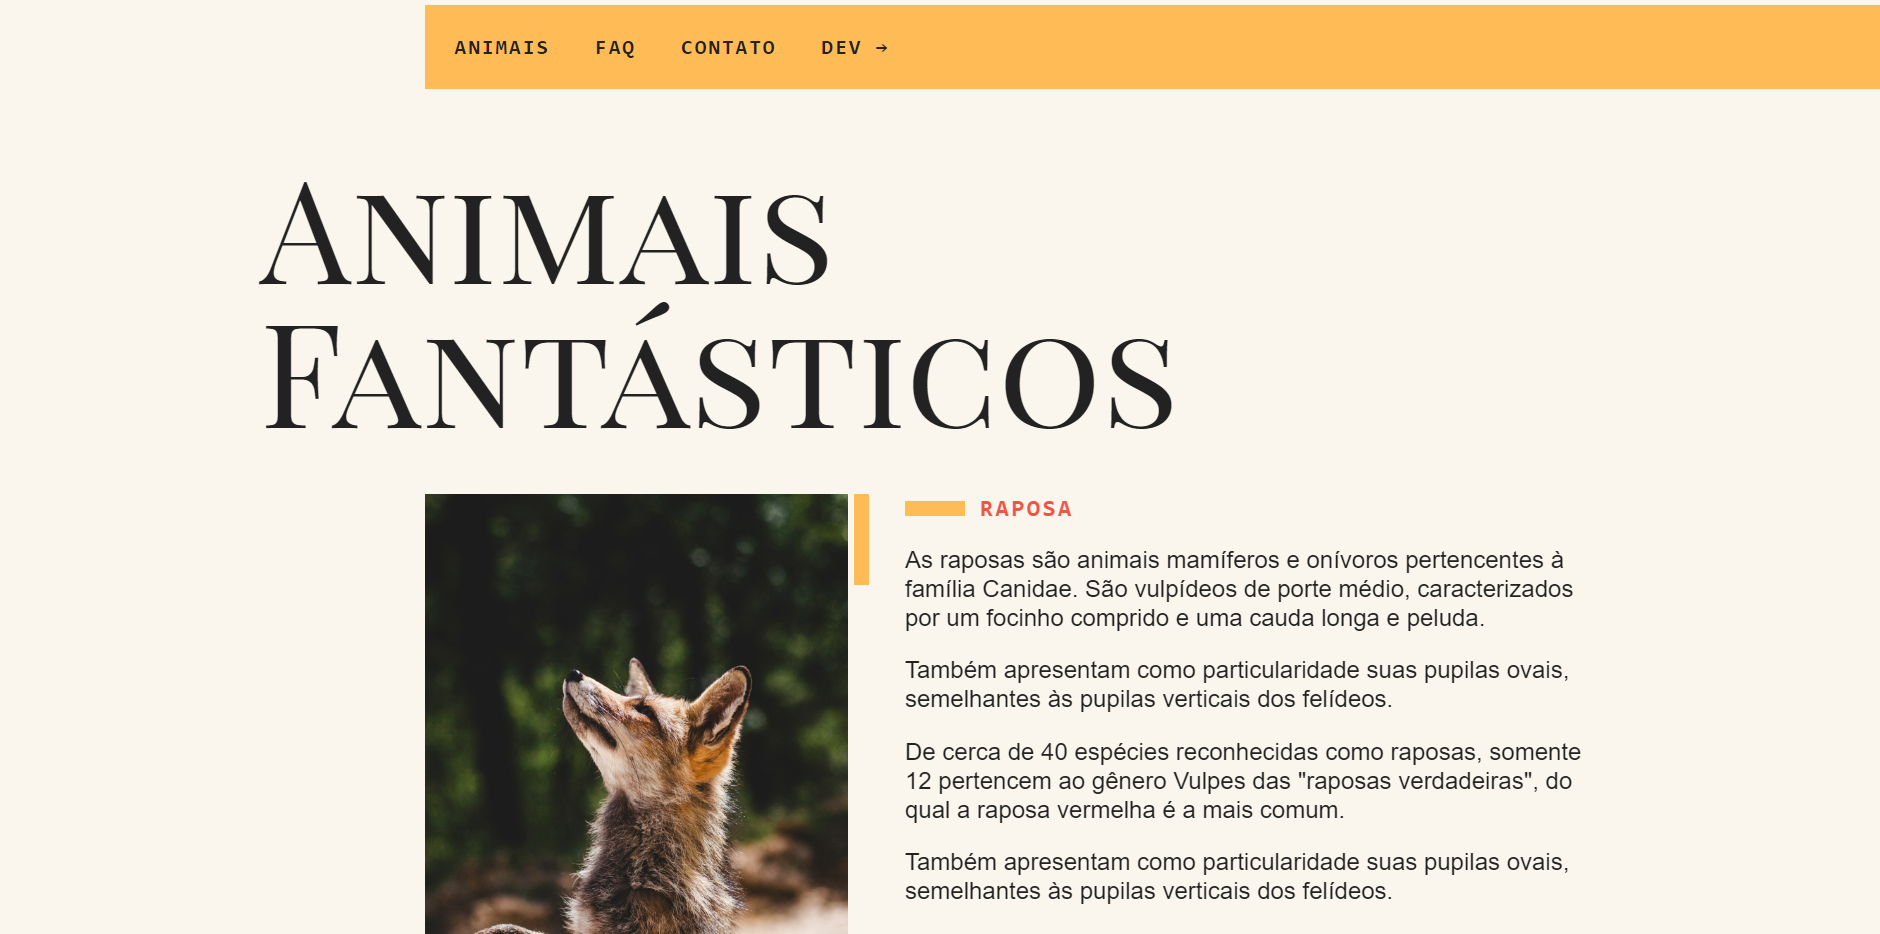 ANIMAIS FAQ CONTATO DEV →
ANIMAIS
FANTÁSTICOS
RAPOSA
As raposas são animais mamíferos e onívoros pertencentes à
família Canidae. São vulpídeos de porte médio, caracterizados
por um focinho comprido e uma cauda longa e peluda.
Também apresentam como particularidade suas pupilas ovais,
semelhantes às pupilas verticais dos felídeos.
De cerca de 40 espécies reconhecidas como raposas, somente
12 pertencem ao gênero Vulpes das "raposas verdadeiras", do
qual a raposa vermelha é a mais comum.
Também apresentam como particularidade suas pupilas ovais,
semelhantes às pupilas verticais dos felídeos.